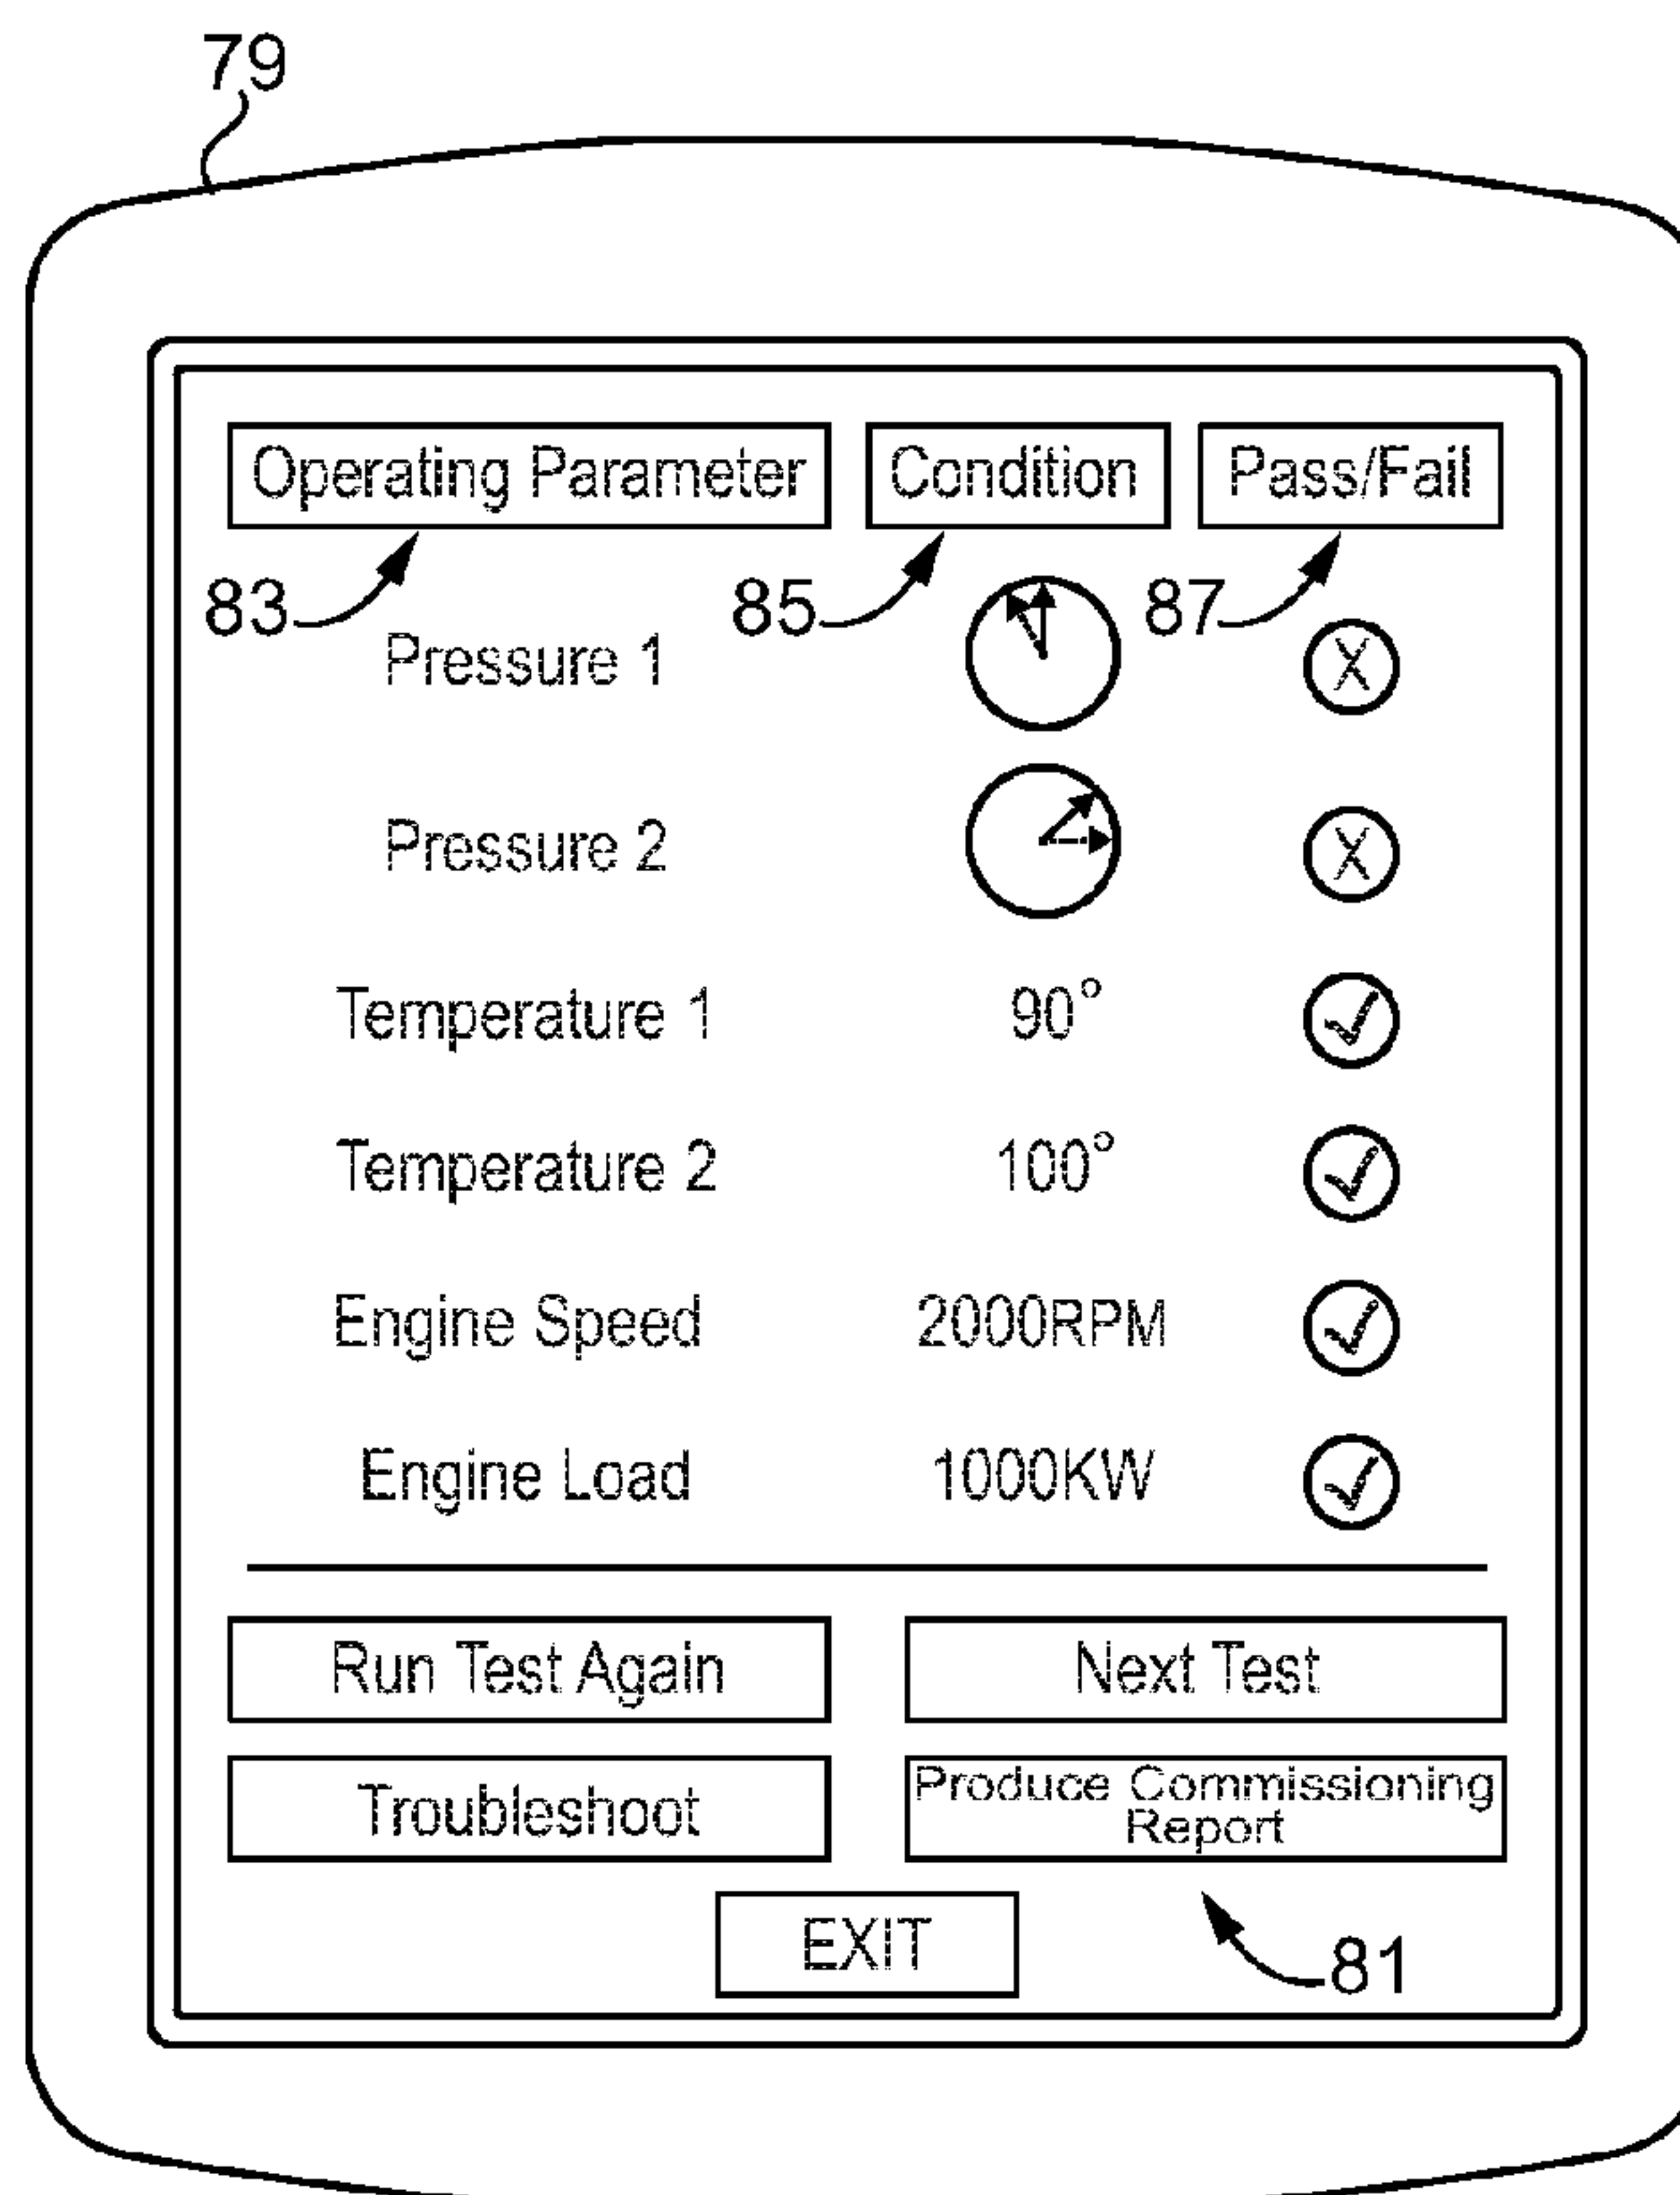 79
Operating Parameter Condition Pass/Fail
83 85 87
Pressure 1 X
Pressure 2 X
Temperature 1 90° ✓
Temperature 2 100° ✓
Engine Speed 2000RPM ✓
Engine Load 1000KW ✓
Run Test Again Next Test
Troubleshoot Produce Commissioning
Report
EXIT 81